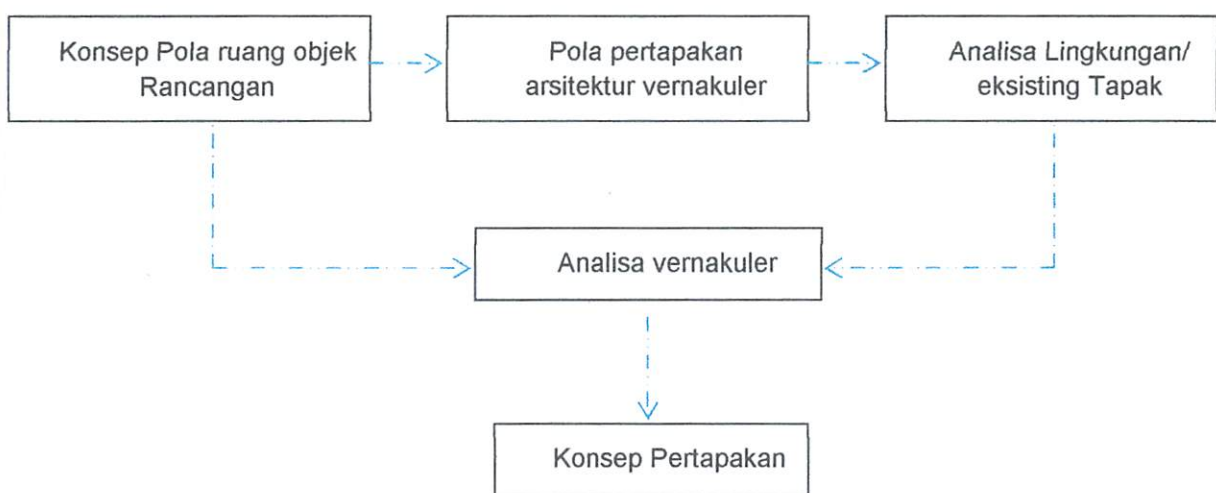 Konsep Pola ruang objek
Rancangan
Pola pertapakan
arsitektur vernakuler
Analisa Lingkungan/
eksisting Tapak
Analisa vernakuler
Konsep Pertapakan